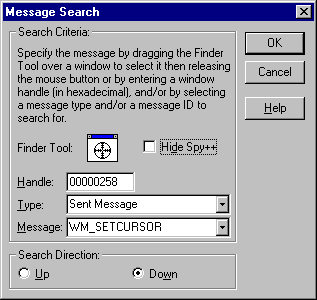 Message Search
Search Criteria:
Specify the message by dragging the Finder
Tool over a window to select it then releasing
the mouse button or by entering a window
handle (in hexadecimal), and/or by selecting
a message type and/or a message ID to
search for.
Finder Tool:
Hide Spy++
Handle: 00000258
Type: Sent Message
Message: WM_SETCURSOR
Search Direction:
Up Down
OK
Cancel
Help